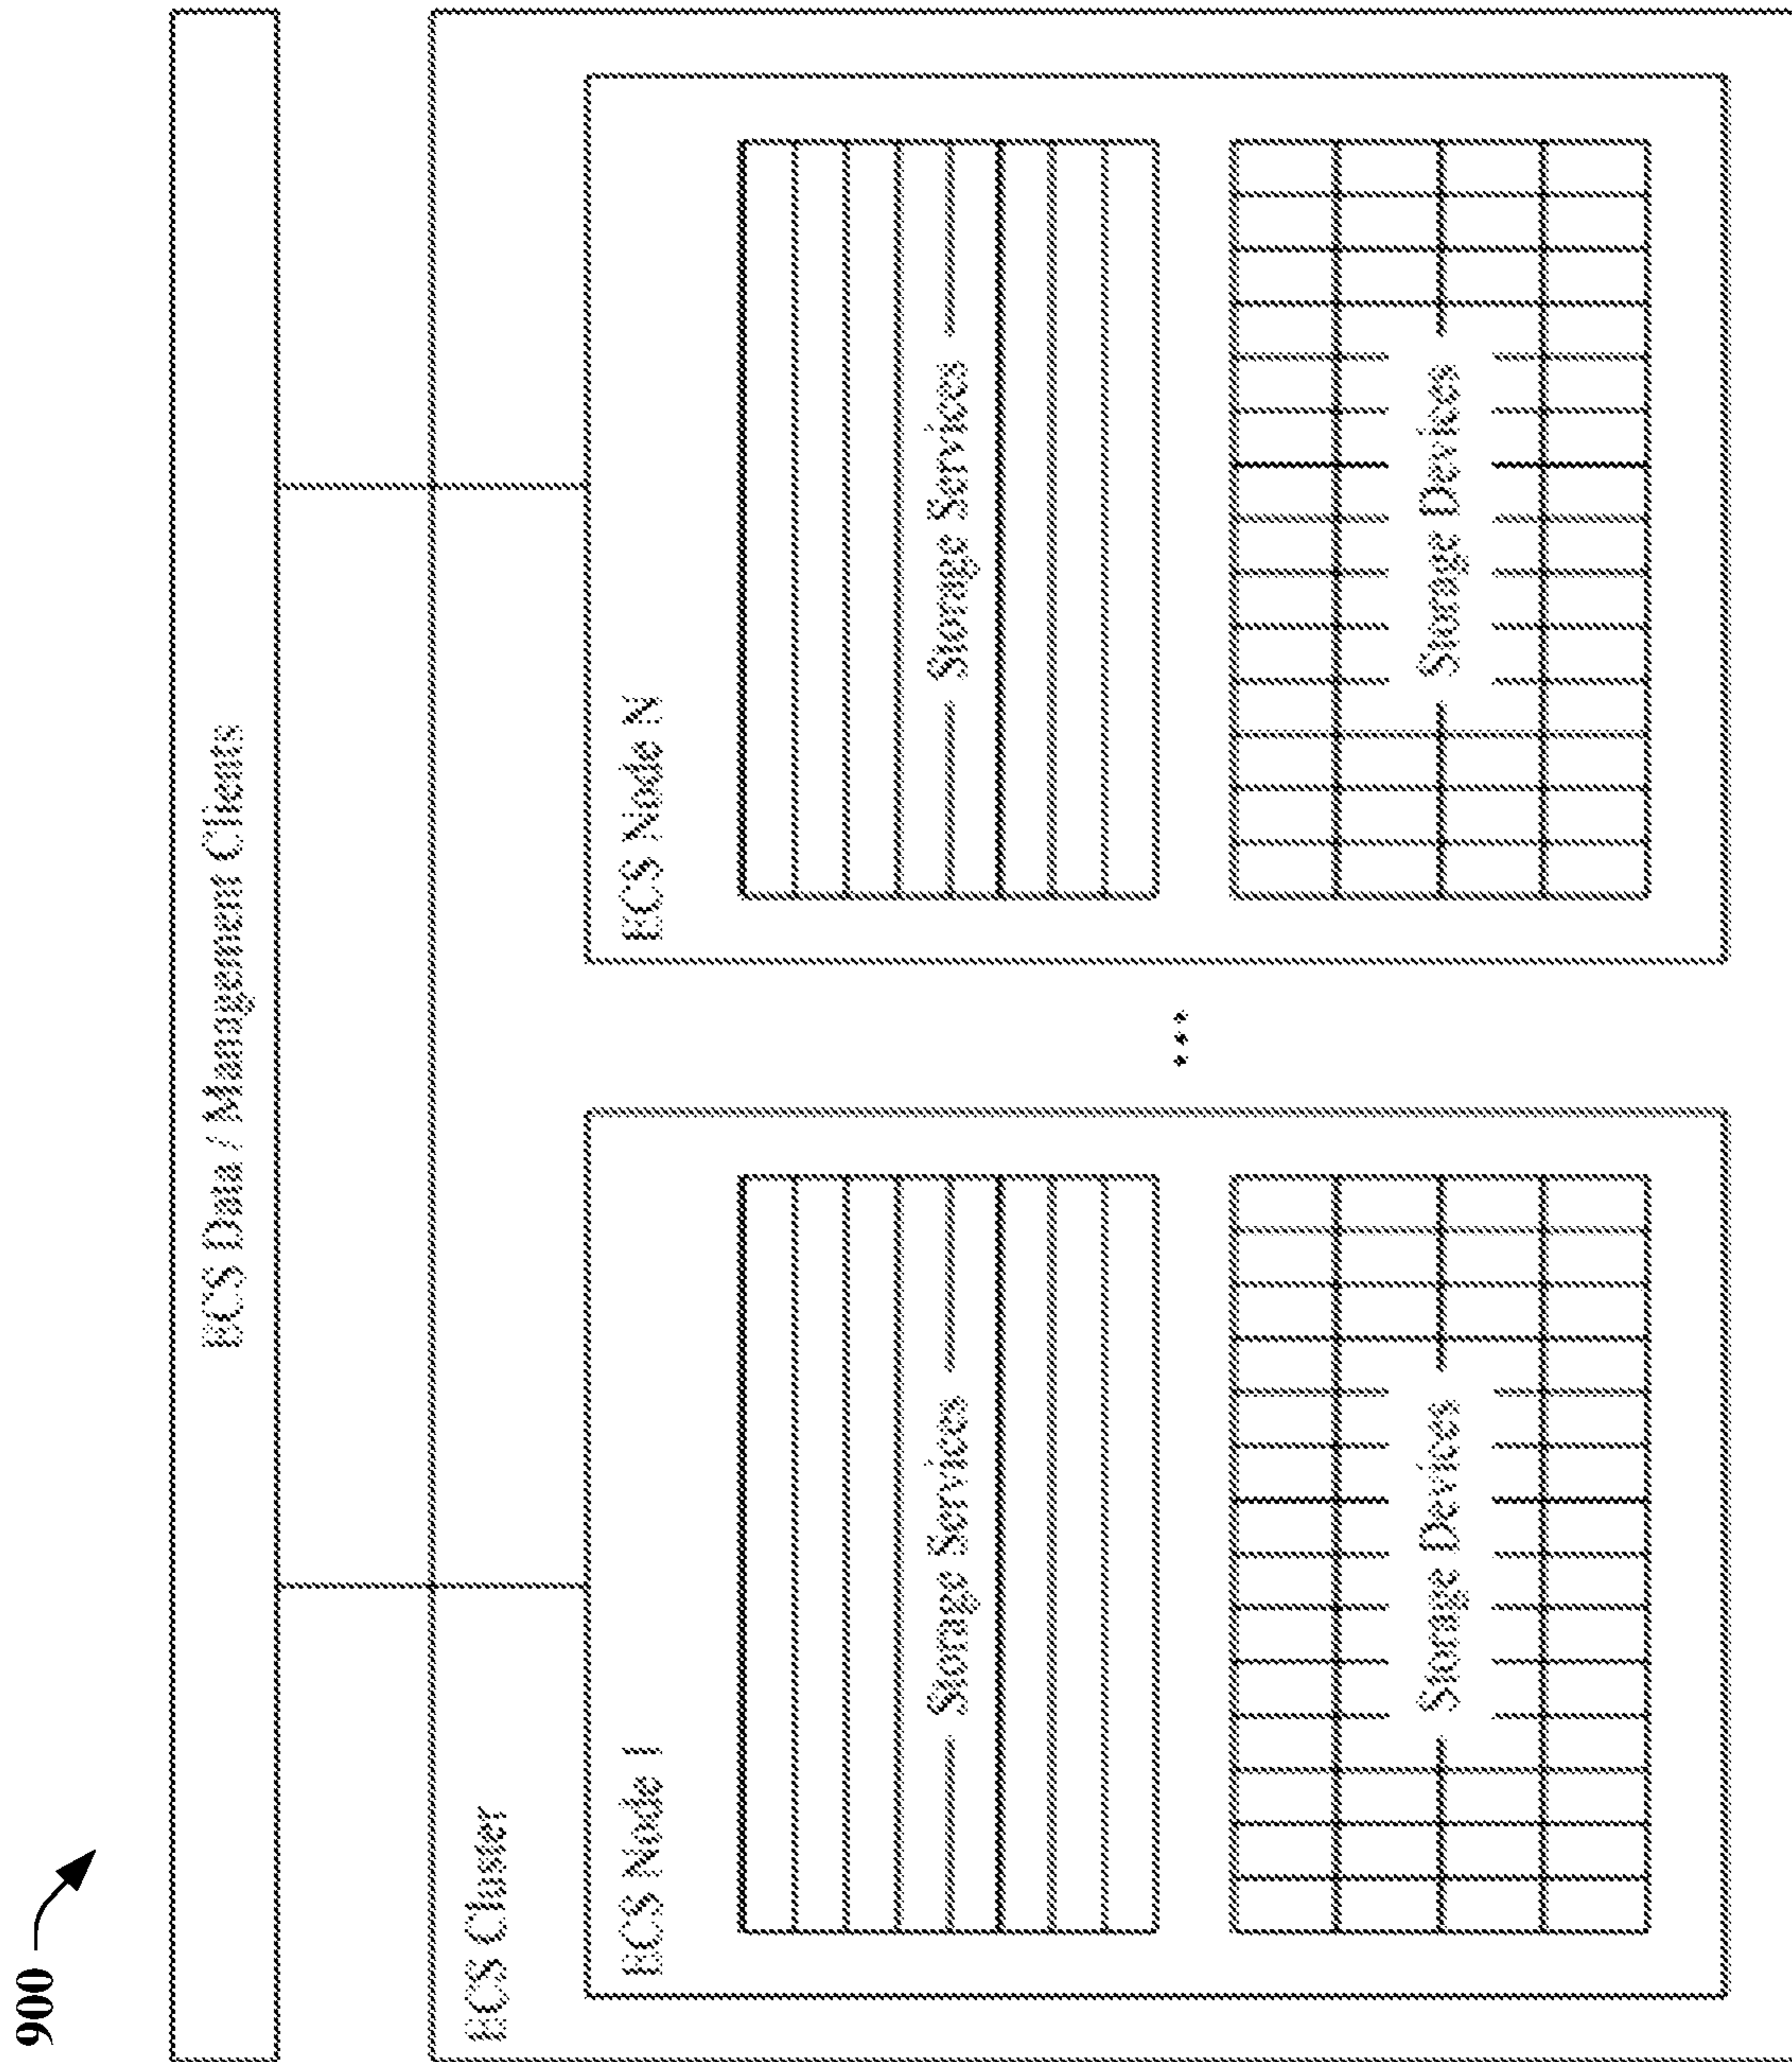 900
ECS Data / Management Clients
ECS Cluster
ECS Node 1
Storage Services
Storage Devices
...
ECS Node N
Storage Services
Storage Devices